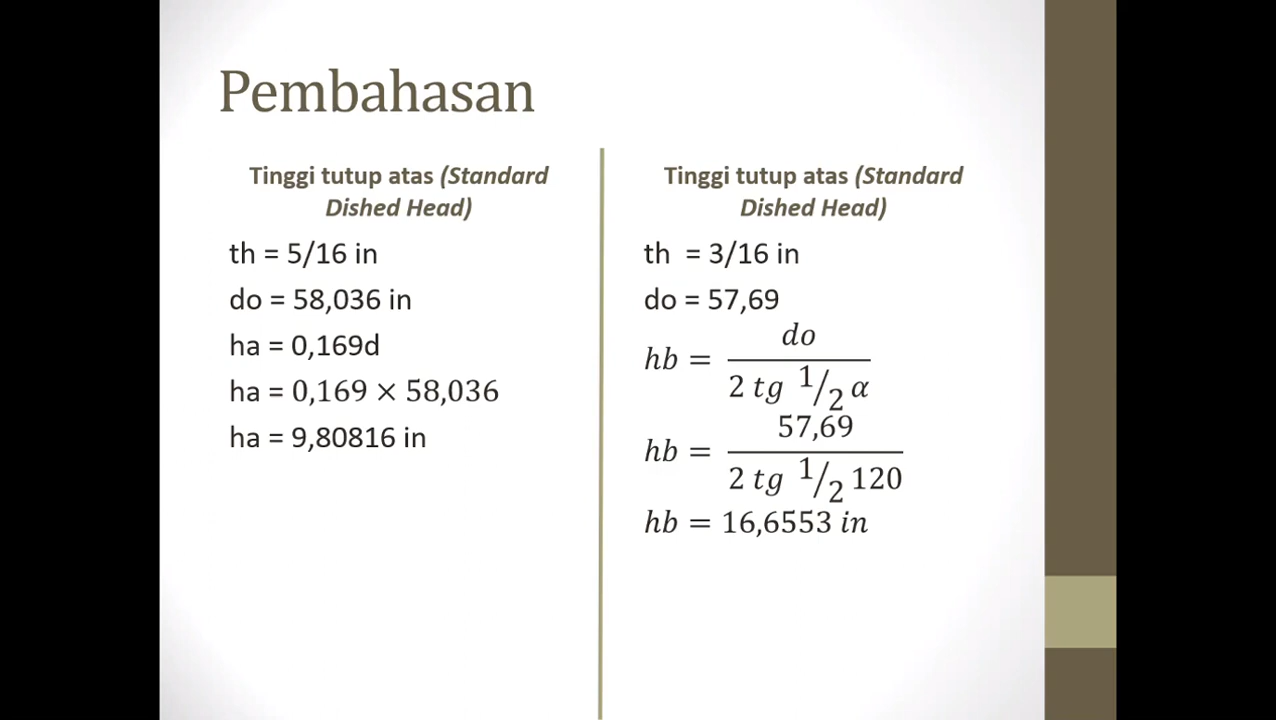 Pembahasan
Tinggi tutup atas (Standard
Dished Head)
th = 5/16 in
do = 58,036 in
ha = 0,169d
ha = 0,169 × 58,036
ha = 9,80816 in
Tinggi tutup atas (Standard
Dished Head)
th = 3/16 in
do = 57,69
hb = do / 2 tg 1/2 α
hb = 57,69 / 2 tg 1/2 120
hb = 16,6553 in